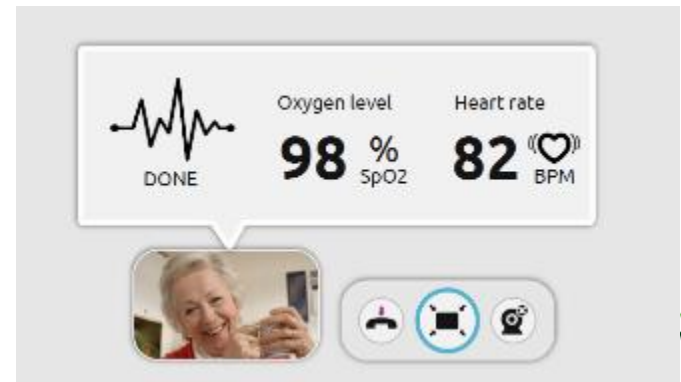 Oxygen level
Heart rate
98 % SpO2
82 BPM
DONE